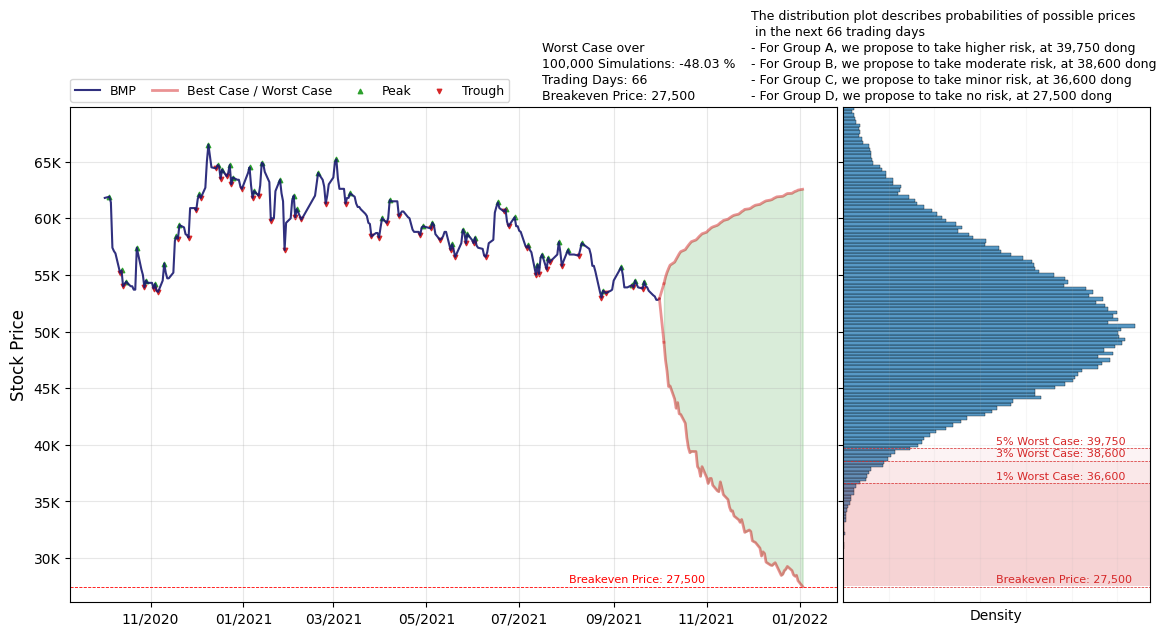 The distribution plot describes probabilities of possible prices
in the next 66 trading days
- For Group A, we propose to take higher risk, at 39,750 dong
- For Group B, we propose to take moderate risk, at 38,600 dong
- For Group C, we propose to take minor risk, at 36,600 dong
- For Group D, we propose to take no risk, at 27,500 dong
Worst Case over
100,000 Simulations: -48.03 %
Trading Days: 66
Breakeven Price: 27,500
BMP
Best Case / Worst Case
Peak
Trough
Stock Price
65K
60K
55K
50K
45K
40K
35K
30K
Breakeven Price: 27,500
11/2020
01/2021
03/2021
05/2021
07/2021
09/2021
11/2021
01/2022
5% Worst Case: 39,750
3% Worst Case: 38,600
1% Worst Case: 36,600
Breakeven Price: 27,500
Density